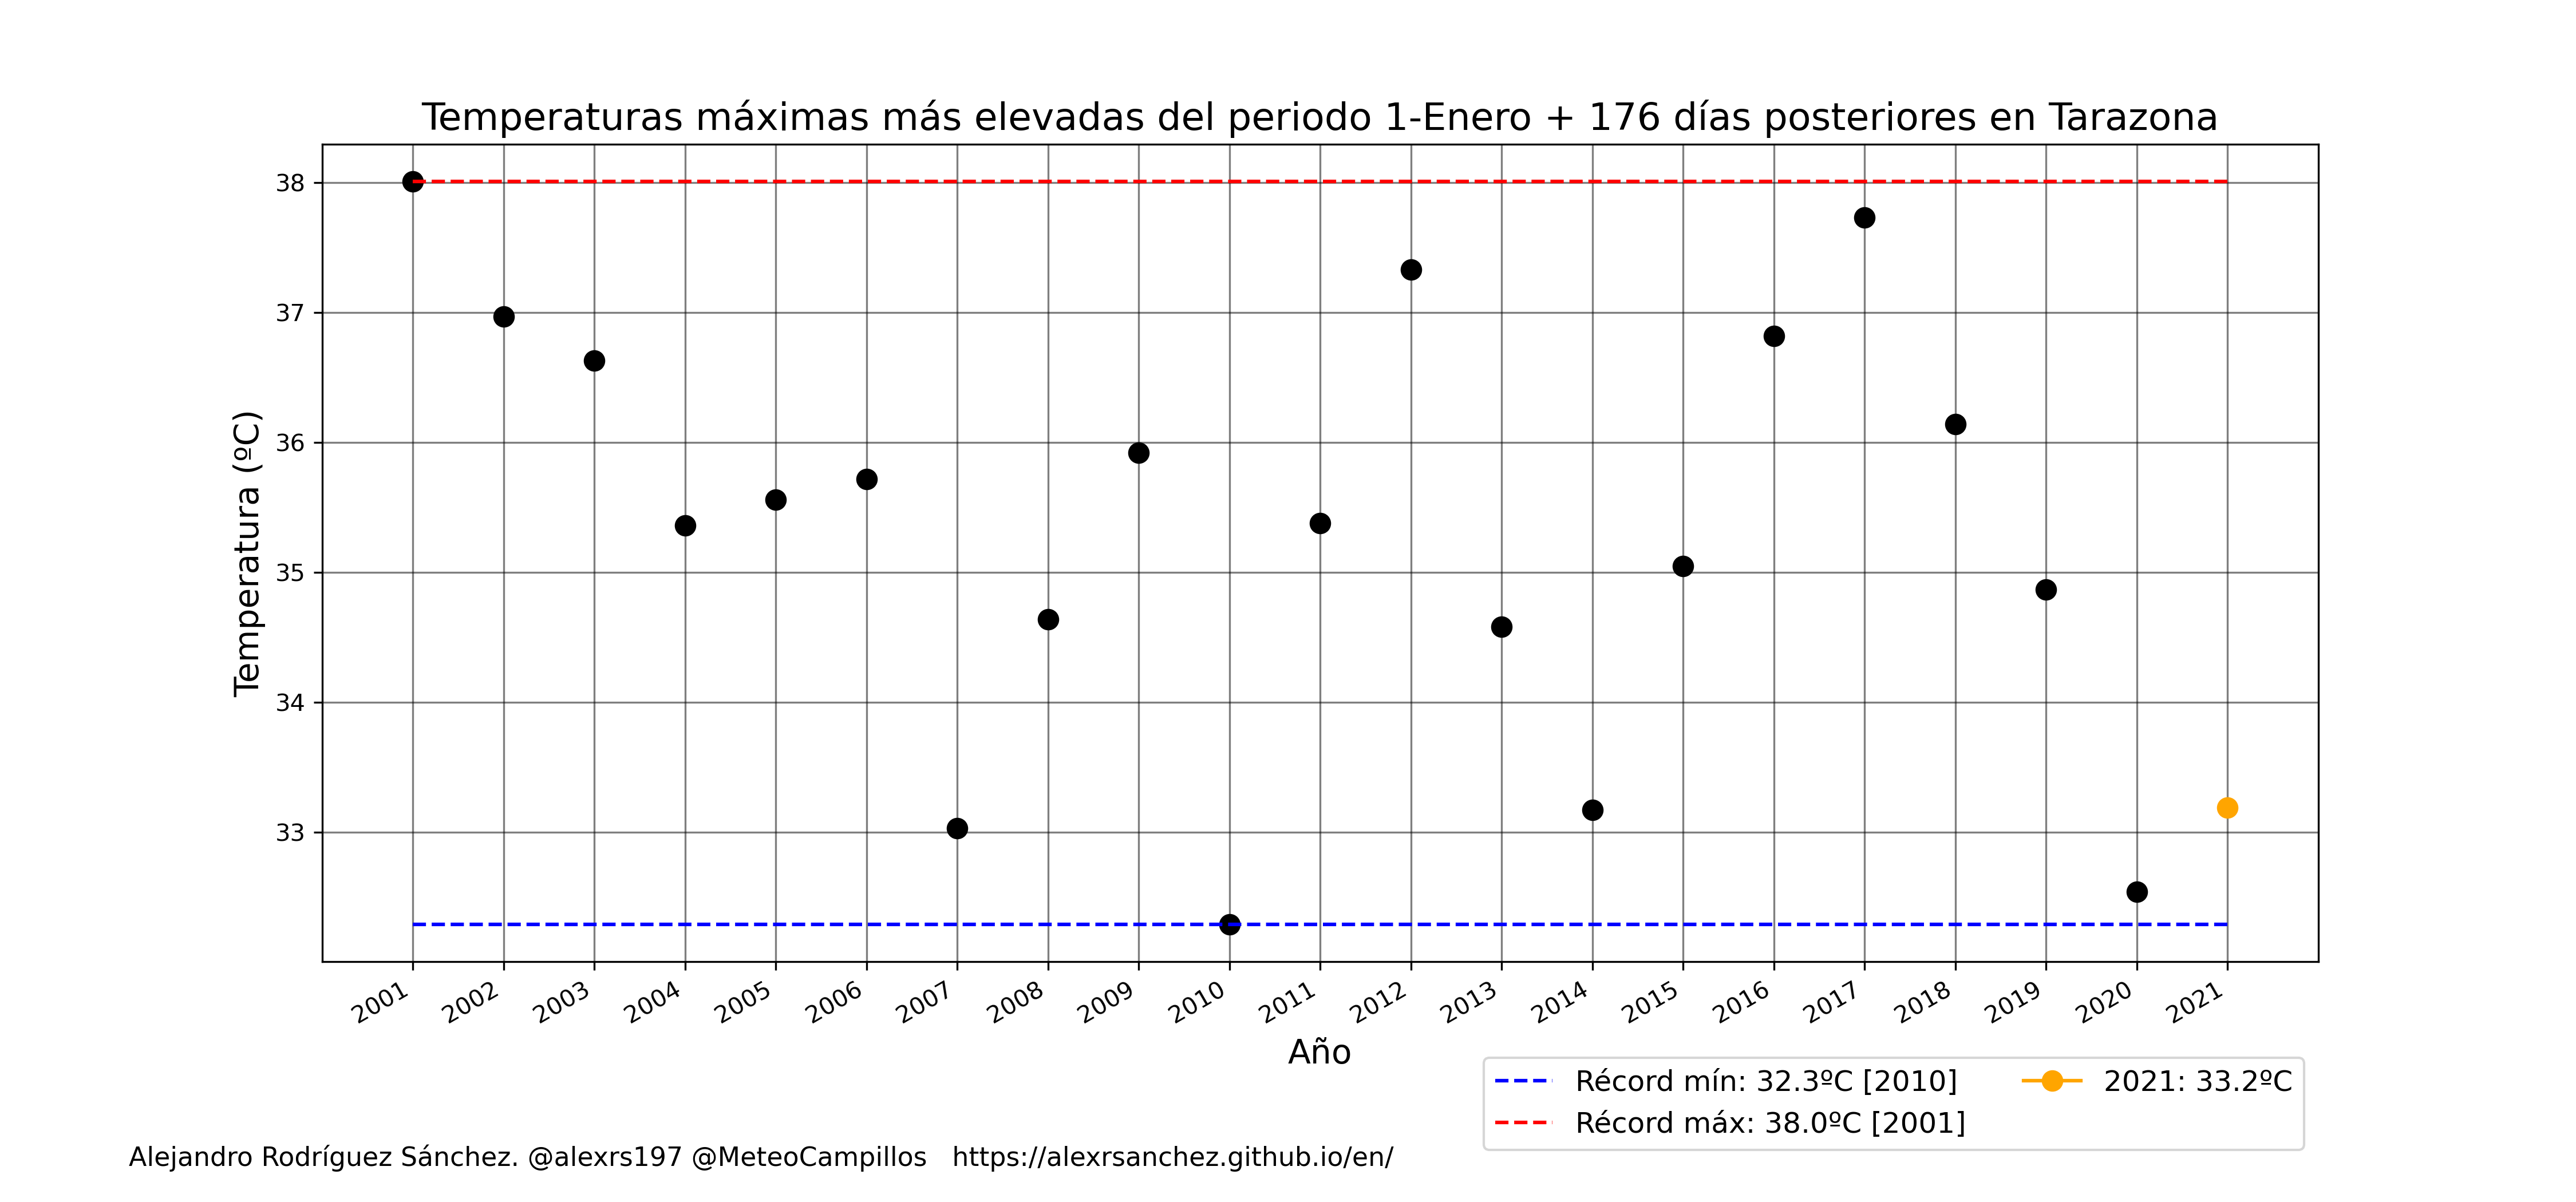 Temperaturas máximas más elevadas del periodo 1-Enero + 176 días posteriores en Tarazona
Temperatura (ºC)
38
37
36
35
34
33
2001 2002 2003 2004 2005 2006 2007 2008 2009 2010 2011 2012 2013 2014 2015 2016 2017 2018 2019 2020 2021
Año
Récord mín: 32.3ºC [2010]
Récord máx: 38.0ºC [2001]
2021: 33.2ºC
Alejandro Rodríguez Sánchez. @alexrs197 @MeteoCampillos https://alexrsanchez.github.io/en/